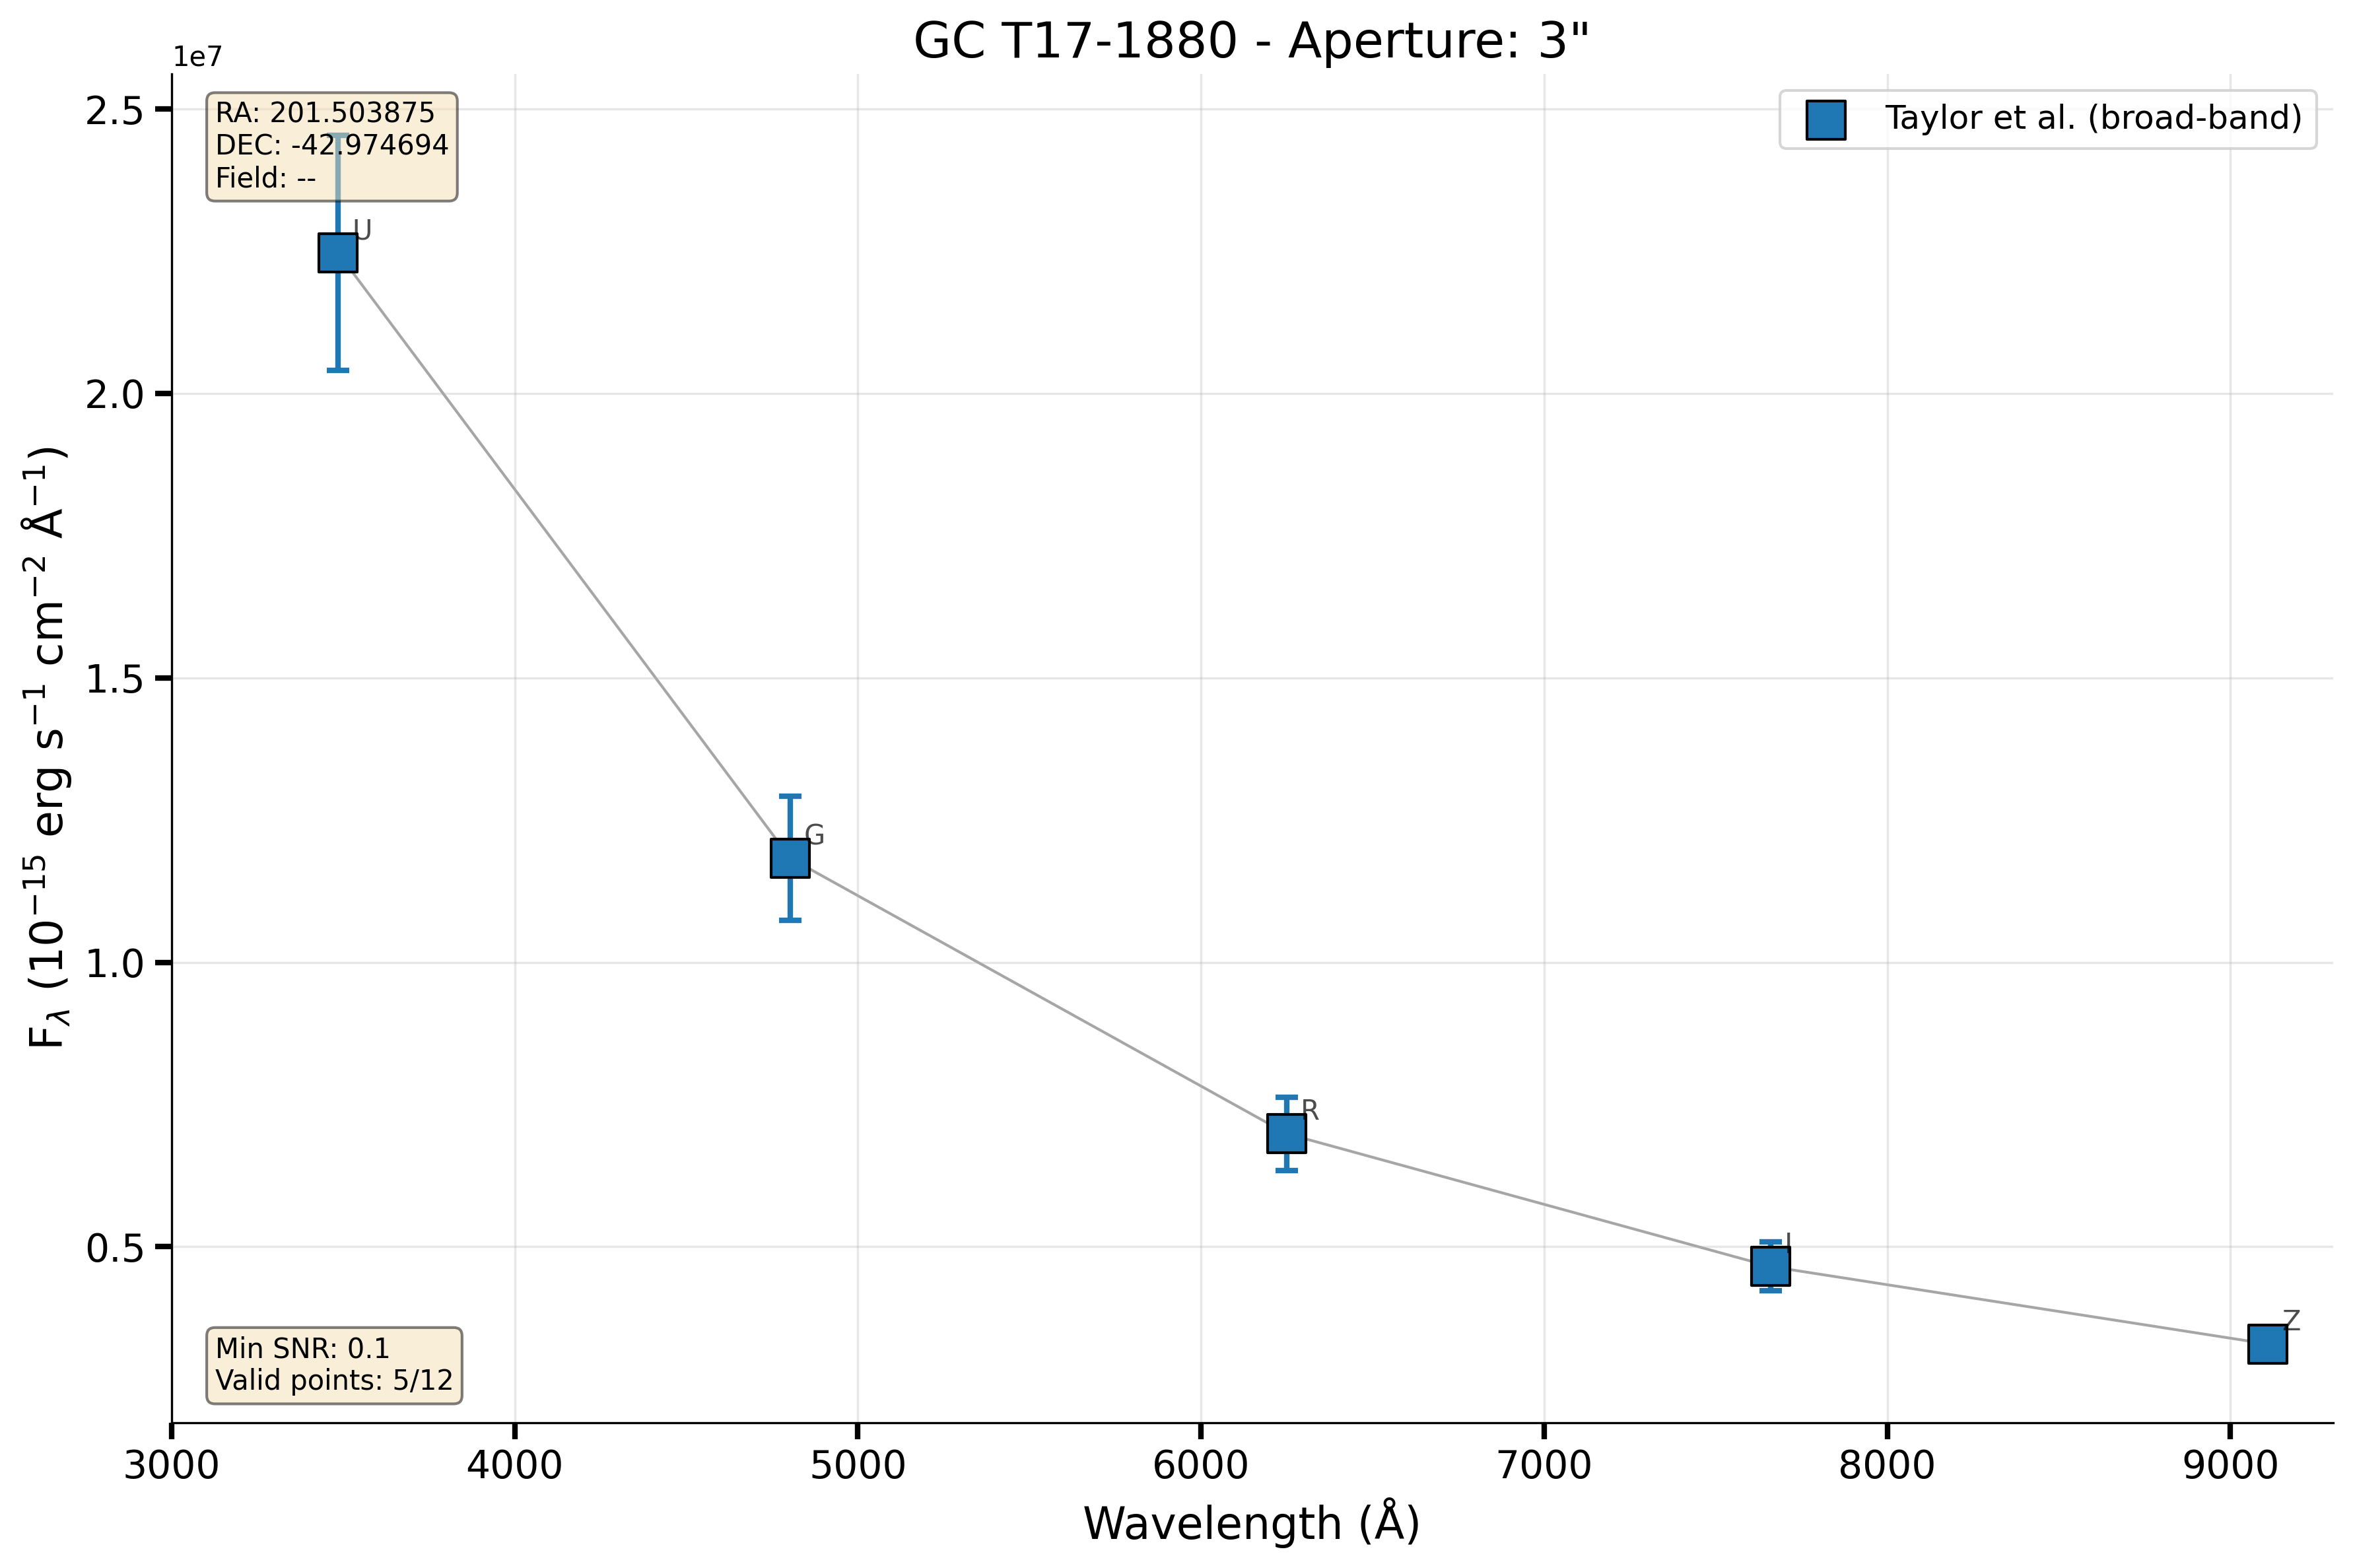 GC T17-1880 - Aperture: 3"
1e7
RA: 201.503875
DEC: -42.974694
Field: --
Taylor et al. (broad-band)
U
G
R
I
Z
2.5
2.0
1.5
1.0
0.5
F_λ (10⁻¹⁵ erg s⁻¹ cm⁻² Å⁻¹)
Min SNR: 0.1
Valid points: 5/12
3000 4000 5000 6000 7000 8000 9000
Wavelength (Å)